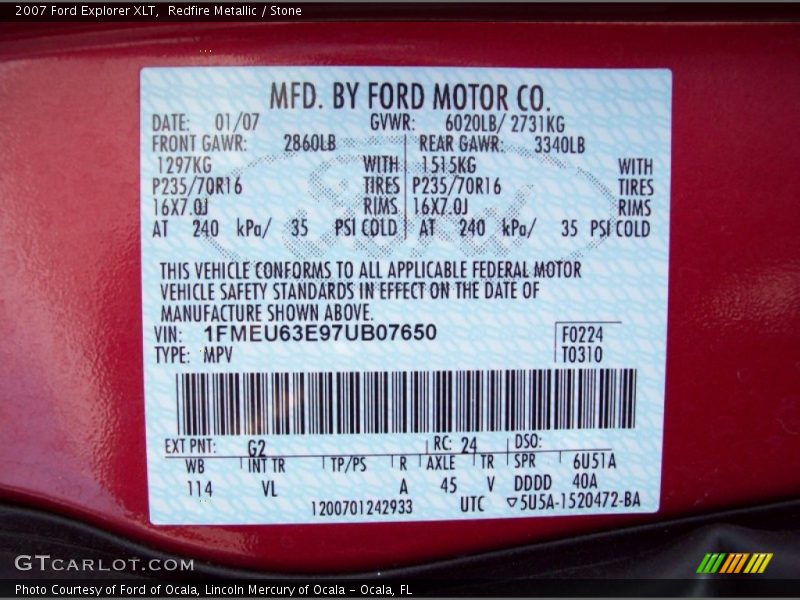 2007 Ford Explorer XLT,  Redfire Metallic / Stone
MFD. BY FORD MOTOR CO.
DATE: 01/07 GVWR: 6020LB/ 2731KG
FRONT GAWR: 2860LB REAR GAWR: 3340LB
1297KG WITH 1515KG WITH
P235/70R16 TIRES P235/70R16 TIRES
16X7.0J RIMS 16X7.0J RIMS
AT 240 kPa/ 35 PSI COLD AT 240 kPa/ 35 PSI COLD
Ford
THIS VEHICLE CONFORMS TO ALL APPLICABLE FEDERAL MOTOR
VEHICLE SAFETY STANDARDS IN EFFECT ON THE DATE OF
MANUFACTURE SHOWN ABOVE.
VIN: 1FMEU63E97UB07650 F0224
TYPE: MPV T0310
EXT PNT: G2 RC: 24 DSO:
WB INT TR TP/PS R AXLE TR SPR 6U51A
114 VL A 45 V DDDD 40A
1200701242933 UTC ▽5U5A-1520472-BA
GTCARLOT.COM
Photo Courtesy of Ford of Ocala, Lincoln Mercury of Ocala - Ocala, FL